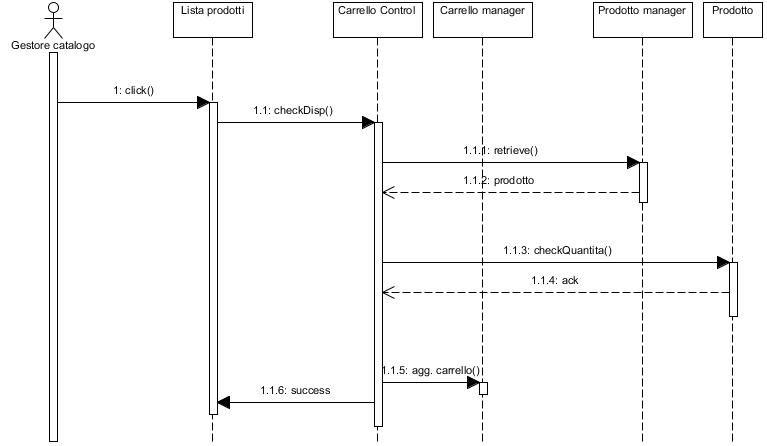 Lista prodotti
Carrello Control
Carrello manager
Prodotto manager
Prodotto
Gestore catalogo
1: click()
1.1: checkDisp()
1.1.1: retrieve()
1.1.2: prodotto
1.1.3: checkQuantita()
1.1.4: ack
1.1.5: agg. carrello()
1.1.6: success